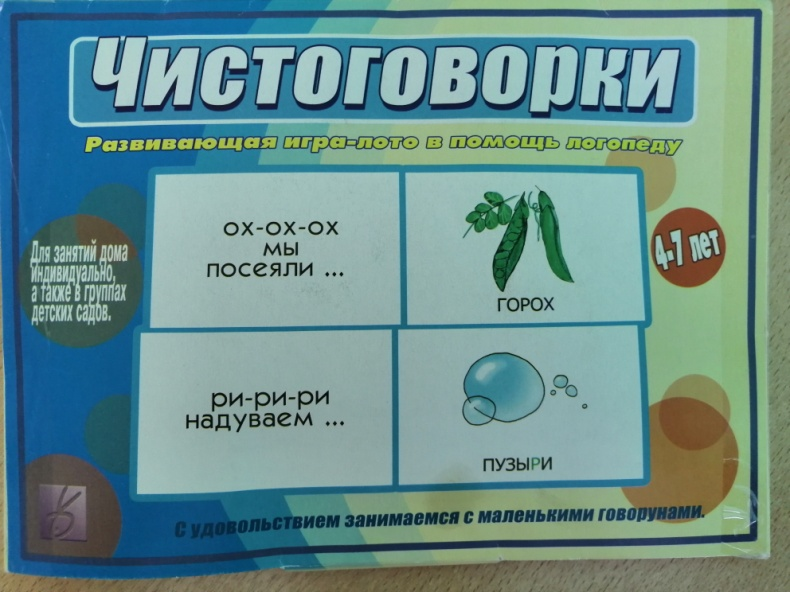 Чистоговорки
Развивающая игра-лото в помощь логопеду
Для занятий дома
индивидуально,
а также в группах
детских садов.
ох-ох-ох
мы
посеяли ...
ГОРОХ
4-7 лет
ри-ри-ри
надуваем ...
ПУЗЫРИ
С удовольствием занимаемся с маленькими говорунами.